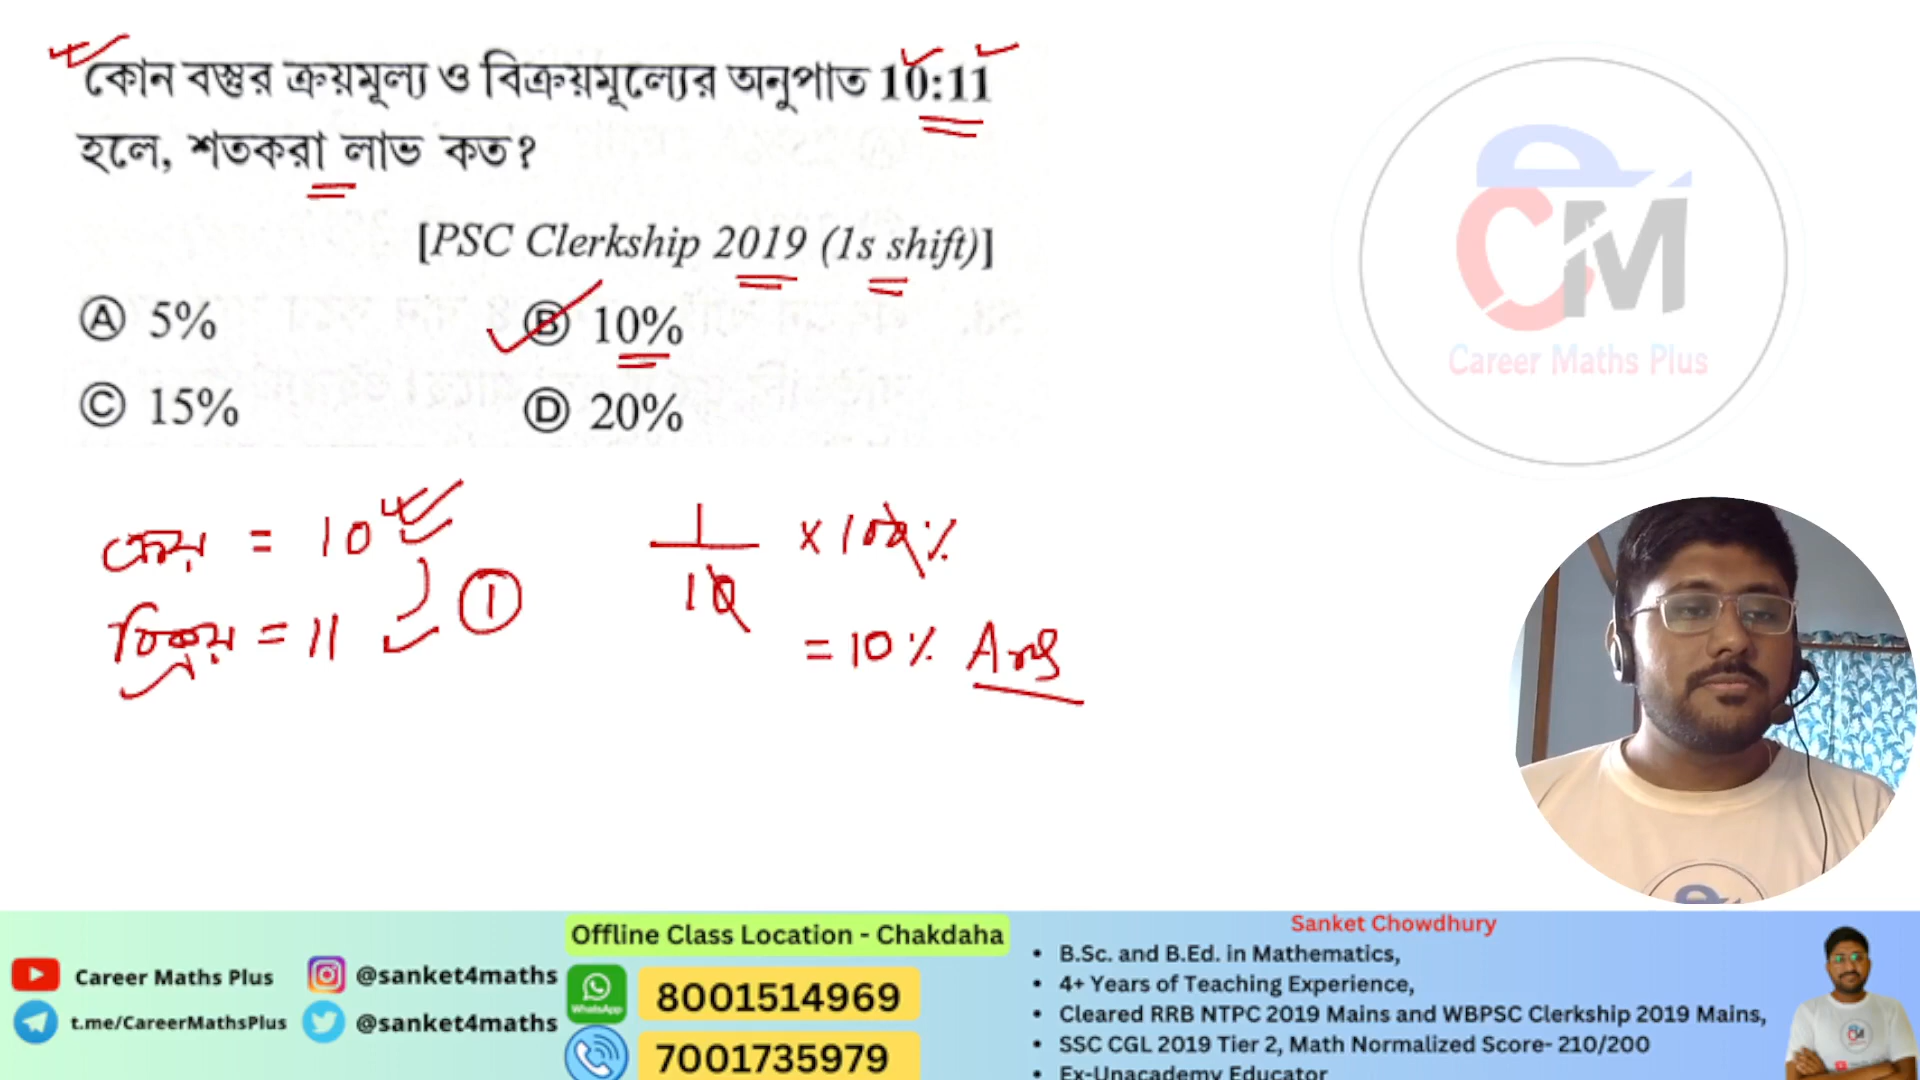 কোন বস্তুর ক্রয়মূল্য ও বিক্রয়মূল্যের অনুপাত 10:11
হলে, শতকরা লাভ কত?
[PSC Clerkship 2019 (1s shift)]
Ⓐ 5%
Ⓑ 10%
Ⓒ 15%
Ⓓ 20%
ক্রয় = 10
বিক্রয় = 11
1
1/10 × 100%
= 10% Ans
CM
Career Maths Plus
Offline Class Location - Chakdaha
Career Maths Plus
@sanket4maths
t.me/CareerMathsPlus
@sanket4maths
WhatsApp
8001514969
7001735979
Sanket Chowdhury
• B.Sc. and B.Ed. in Mathematics,
• 4+ Years of Teaching Experience,
• Cleared RRB NTPC 2019 Mains and WBPSC Clerkship 2019 Mains,
• SSC CGL 2019 Tier 2, Math Normalized Score- 210/200
• Ex-Unacademy Educator